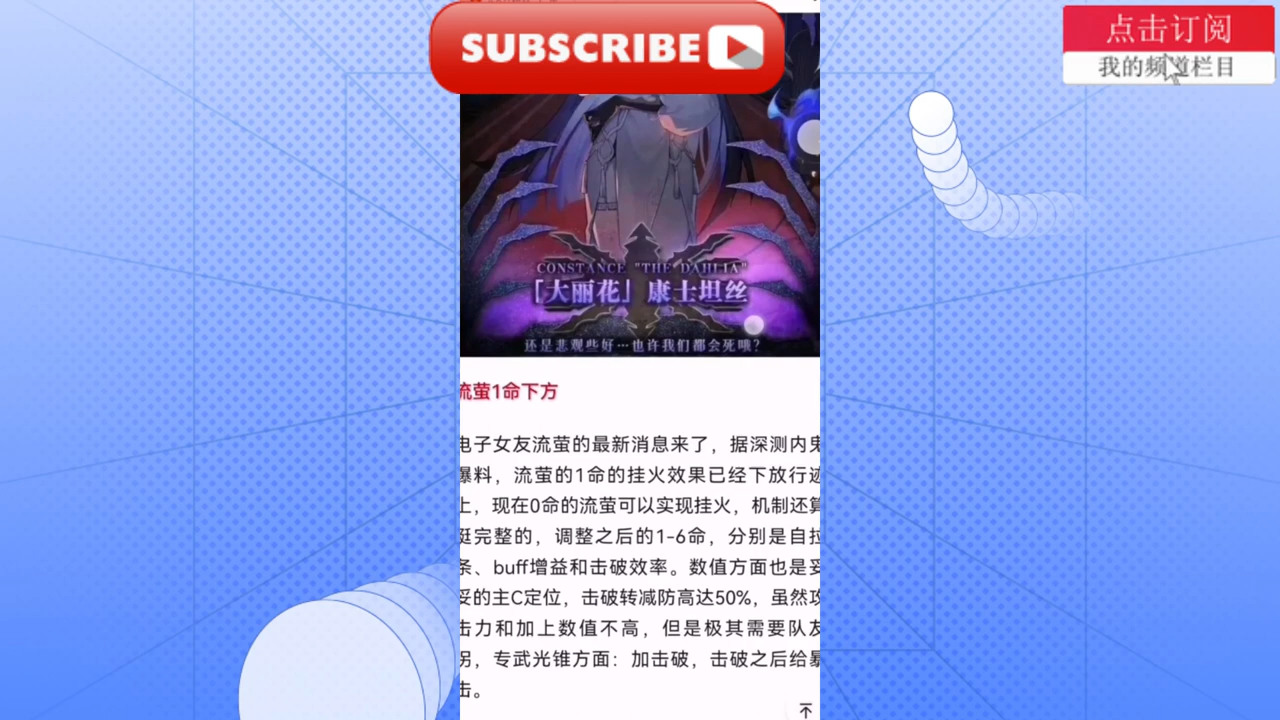 SUBSCRIBE
点击订阅
我的频道栏目
CONSTANCE "THE DAHLIA"
「大丽花」康士坦丝
还是悲观些好…也许我们都会死哦?
流萤1命下方
电子女友流萤的最新消息来了，据深测内鬼
爆料，流萤的1命的挂火效果已经下放行迹
上，现在0命的流萤可以实现挂火，机制还算
挺完整的，调整之后的1-6命，分别是自拉
条、buff增益和击破效率。数值方面也是妥
妥的主C定位，击破转减防高达50%，虽然攻
击力和加上数值不高，但是极其需要队友
拐，专武光锥方面：加击破，击破之后给暴
击。